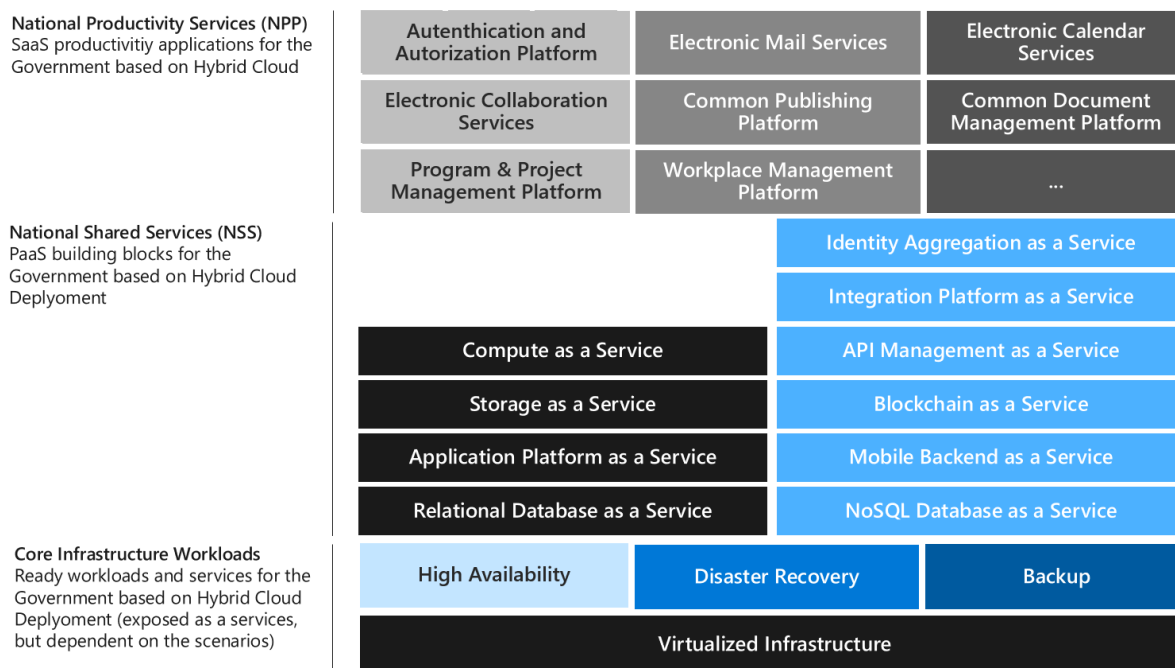 National Productivity Services (NPP)
SaaS productivitiy applications for the
Government based on Hybrid Cloud
Autenthication and
Autorization Platform
Electronic Mail Services
Electronic Calendar
Services
Electronic Collaboration
Services
Common Publishing
Platform
Common Document
Management Platform
Program & Project
Management Platform
Workplace Management
Platform
...
National Shared Services (NSS)
PaaS building blocks for the
Government based on Hybrid Cloud
Deplyoment
Identity Aggregation as a Service
Integration Platform as a Service
Compute as a Service
API Management as a Service
Storage as a Service
Blockchain as a Service
Application Platform as a Service
Mobile Backend as a Service
Relational Database as a Service
NoSQL Database as a Service
Core Infrastructure Workloads
Ready workloads and services for the
Government based on Hybrid Cloud
Deplyoment (exposed as a services,
but dependent on the scenarios)
High Availability
Disaster Recovery
Backup
Virtualized Infrastructure